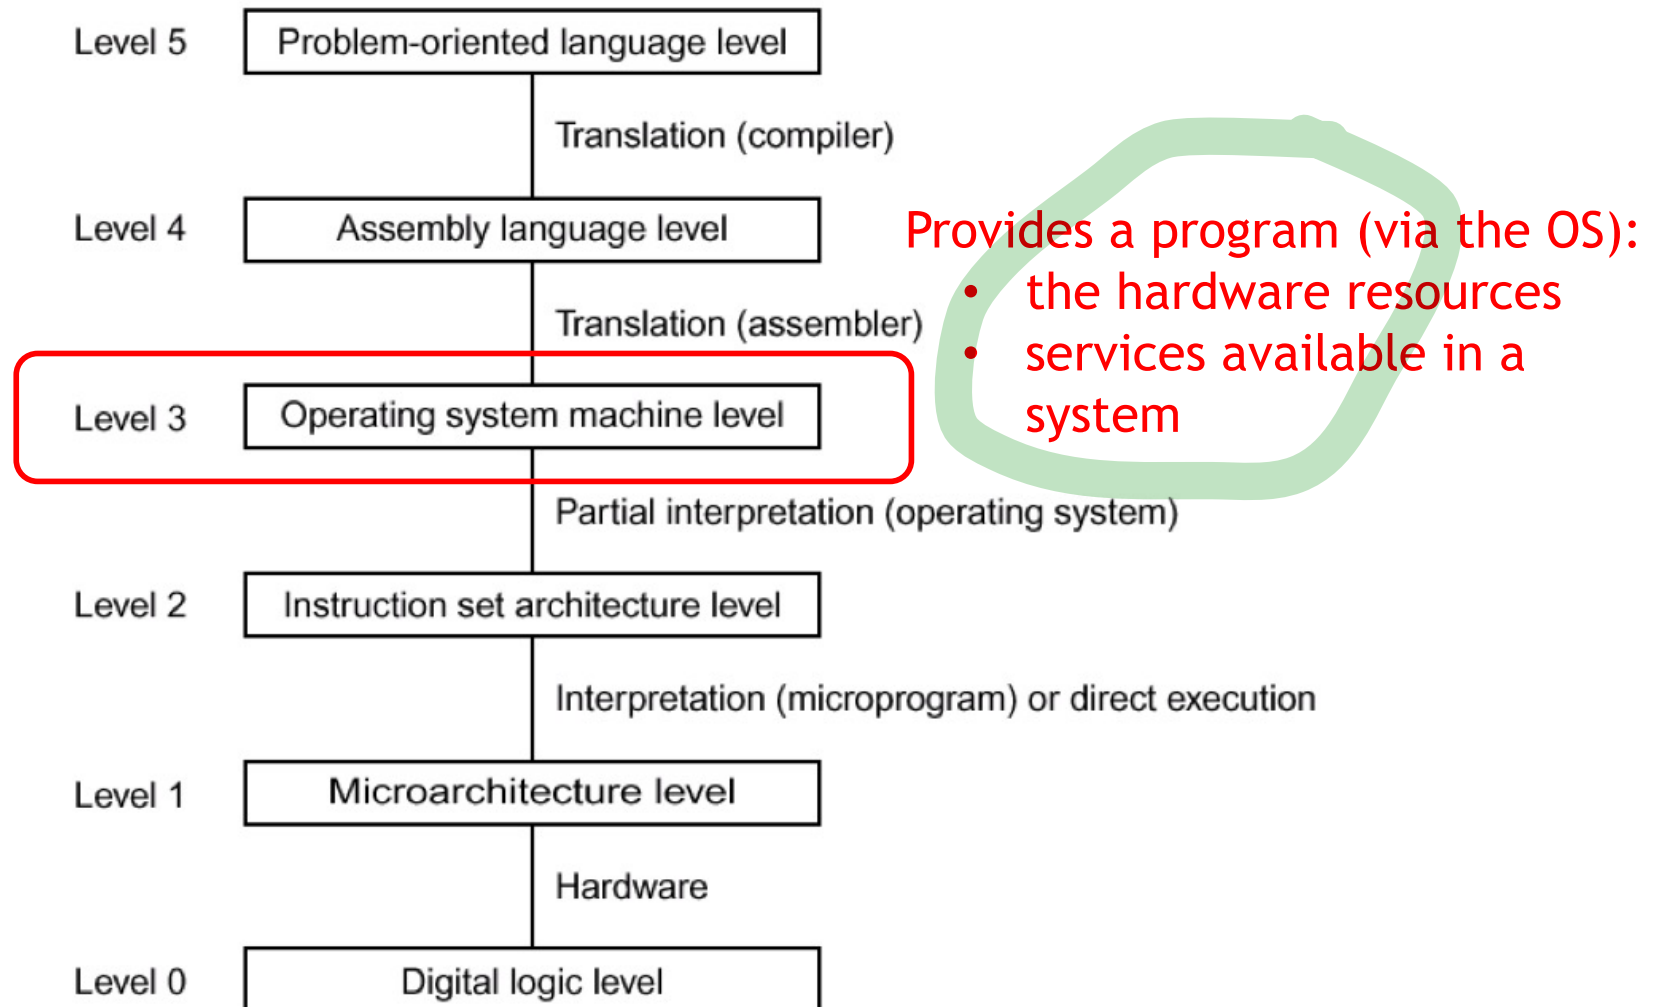 Level 5 Problem-oriented language level
Translation (compiler)
Level 4 Assembly language level
Provides a program (via the OS):
• the hardware resources
• services available in a
system
Translation (assembler)
Level 3 Operating system machine level
Partial interpretation (operating system)
Level 2 Instruction set architecture level
Interpretation (microprogram) or direct execution
Level 1 Microarchitecture level
Hardware
Level 0 Digital logic level